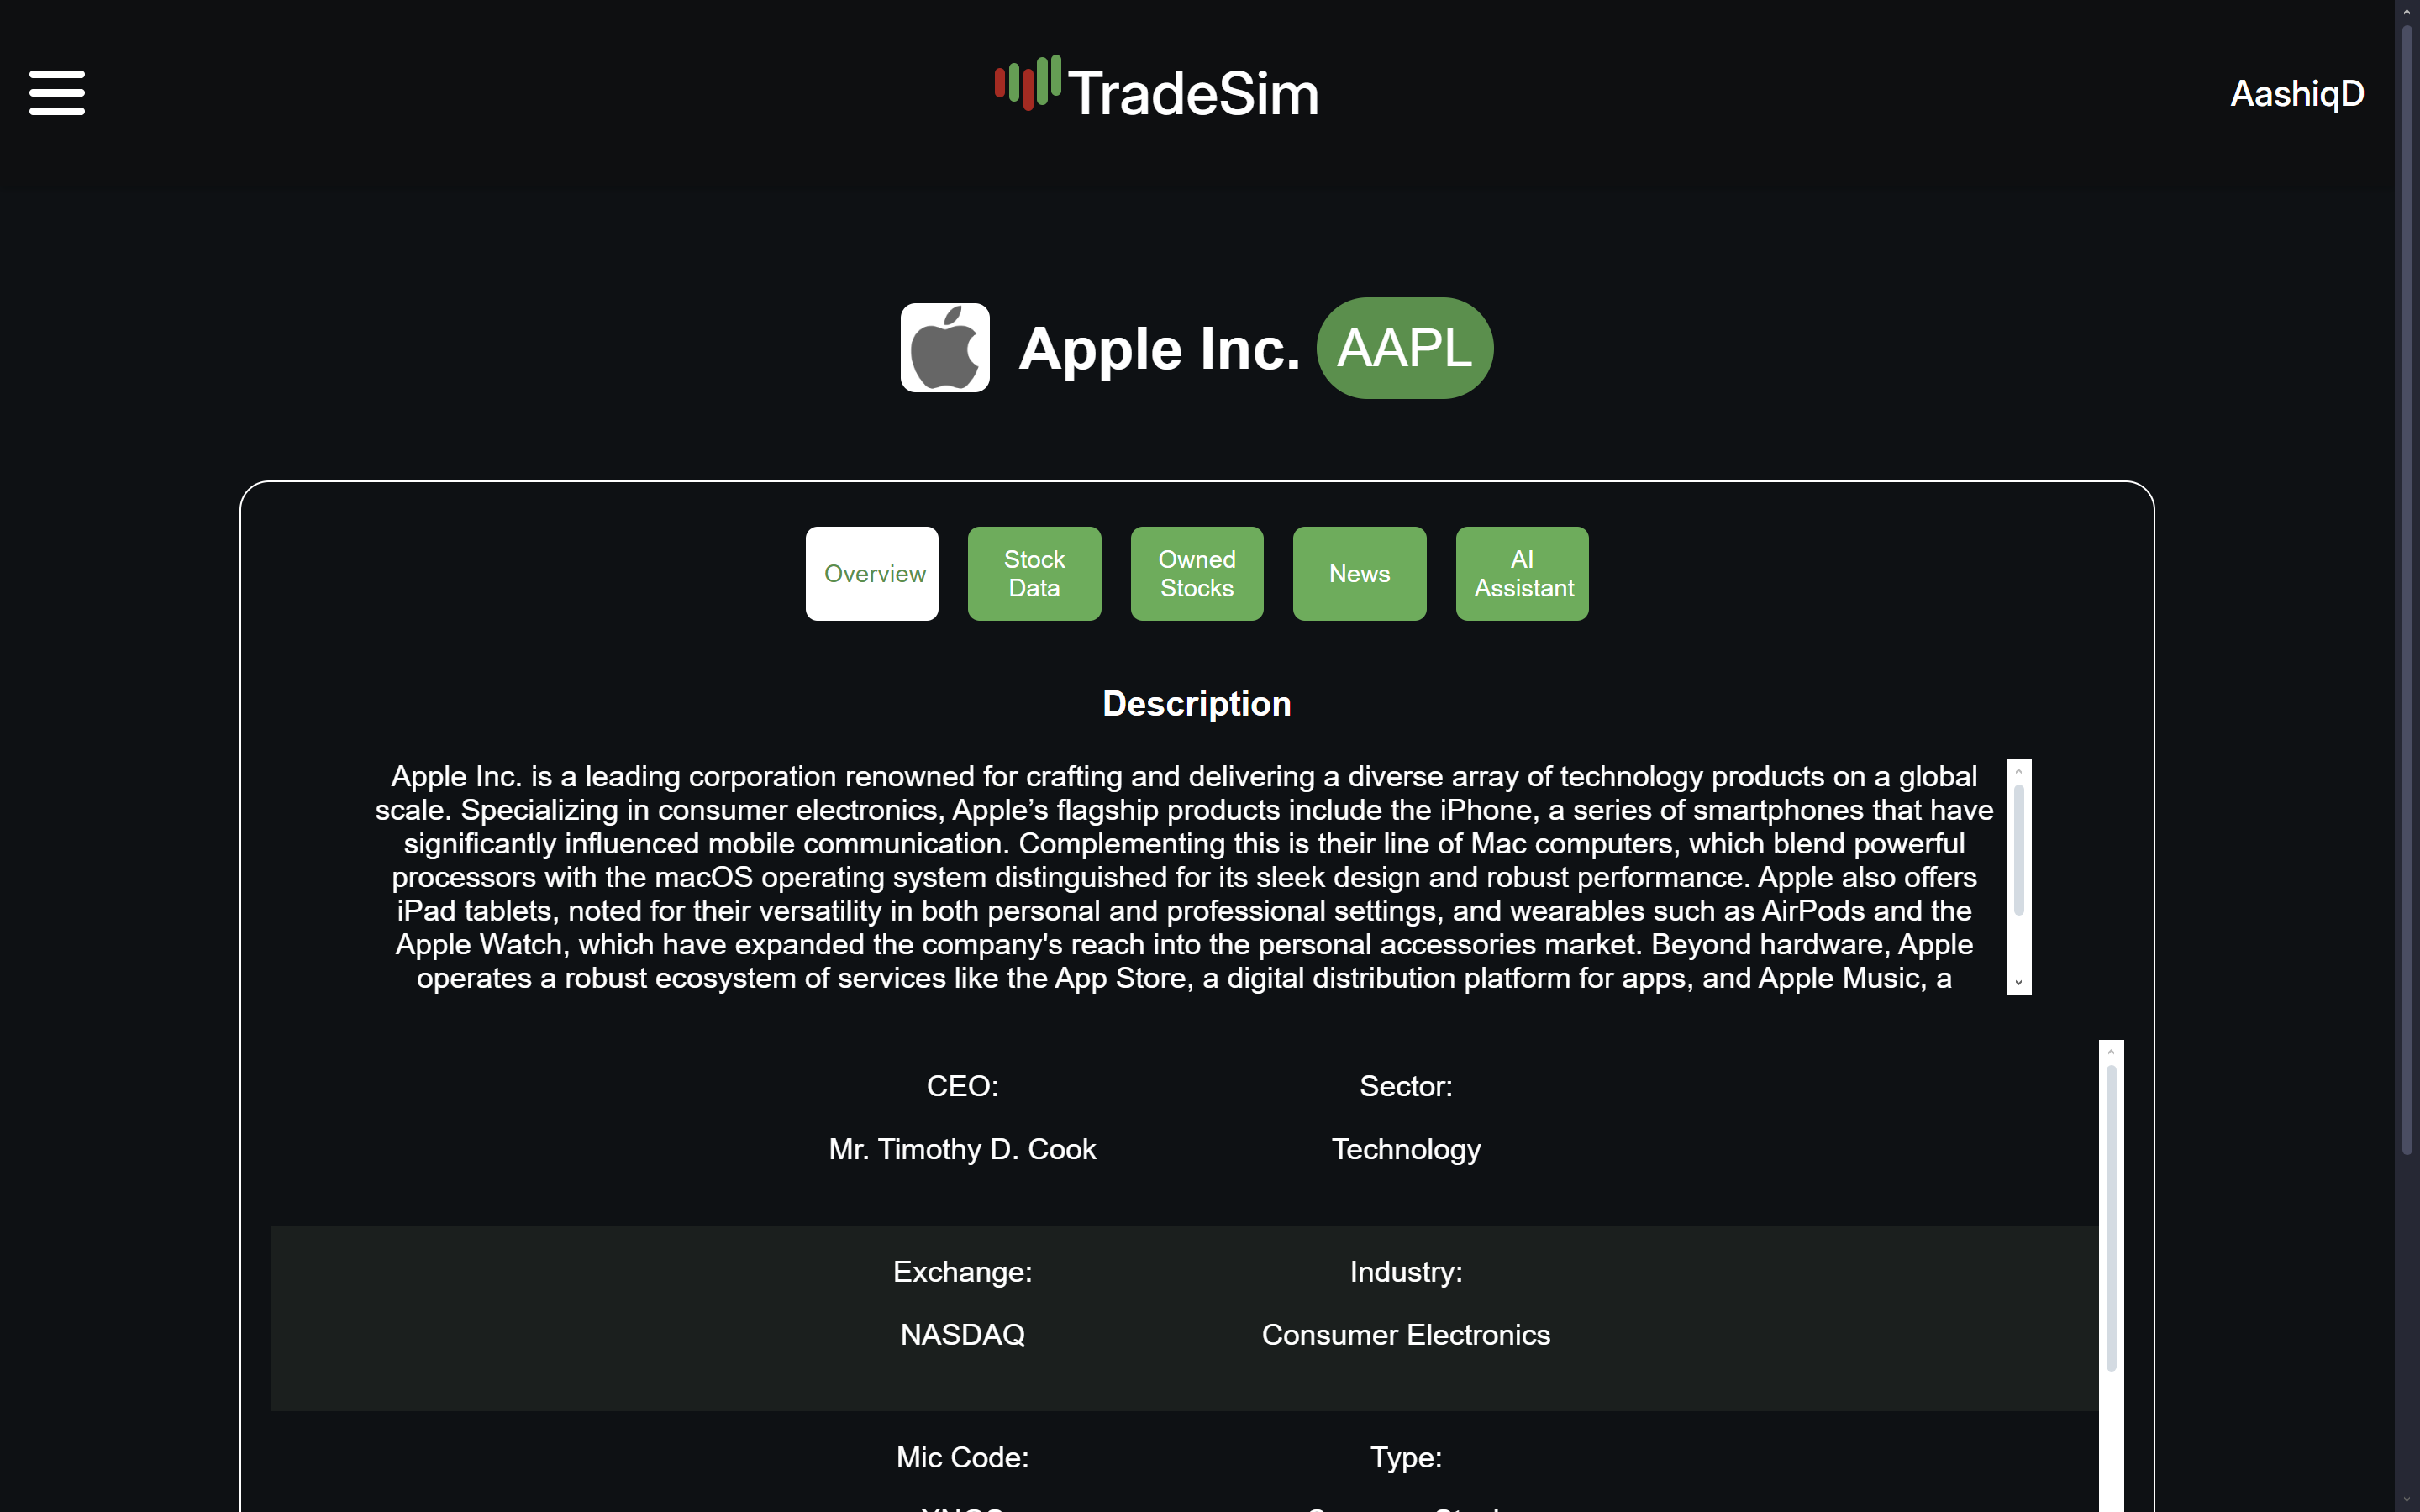 TradeSim
AashiqD
Apple Inc. AAPL
Overview
Stock
Data
Owned
Stocks
News
AI
Assistant
Description
Apple Inc. is a leading corporation renowned for crafting and delivering a diverse array of technology products on a global
scale. Specializing in consumer electronics, Apple’s flagship products include the iPhone, a series of smartphones that have
significantly influenced mobile communication. Complementing this is their line of Mac computers, which blend powerful
processors with the macOS operating system distinguished for its sleek design and robust performance. Apple also offers
iPad tablets, noted for their versatility in both personal and professional settings, and wearables such as AirPods and the
Apple Watch, which have expanded the company's reach into the personal accessories market. Beyond hardware, Apple
operates a robust ecosystem of services like the App Store, a digital distribution platform for apps, and Apple Music, a
CEO:
Sector:
Mr. Timothy D. Cook
Technology
Exchange:
Industry:
NASDAQ
Consumer Electronics
Mic Code:
Type: